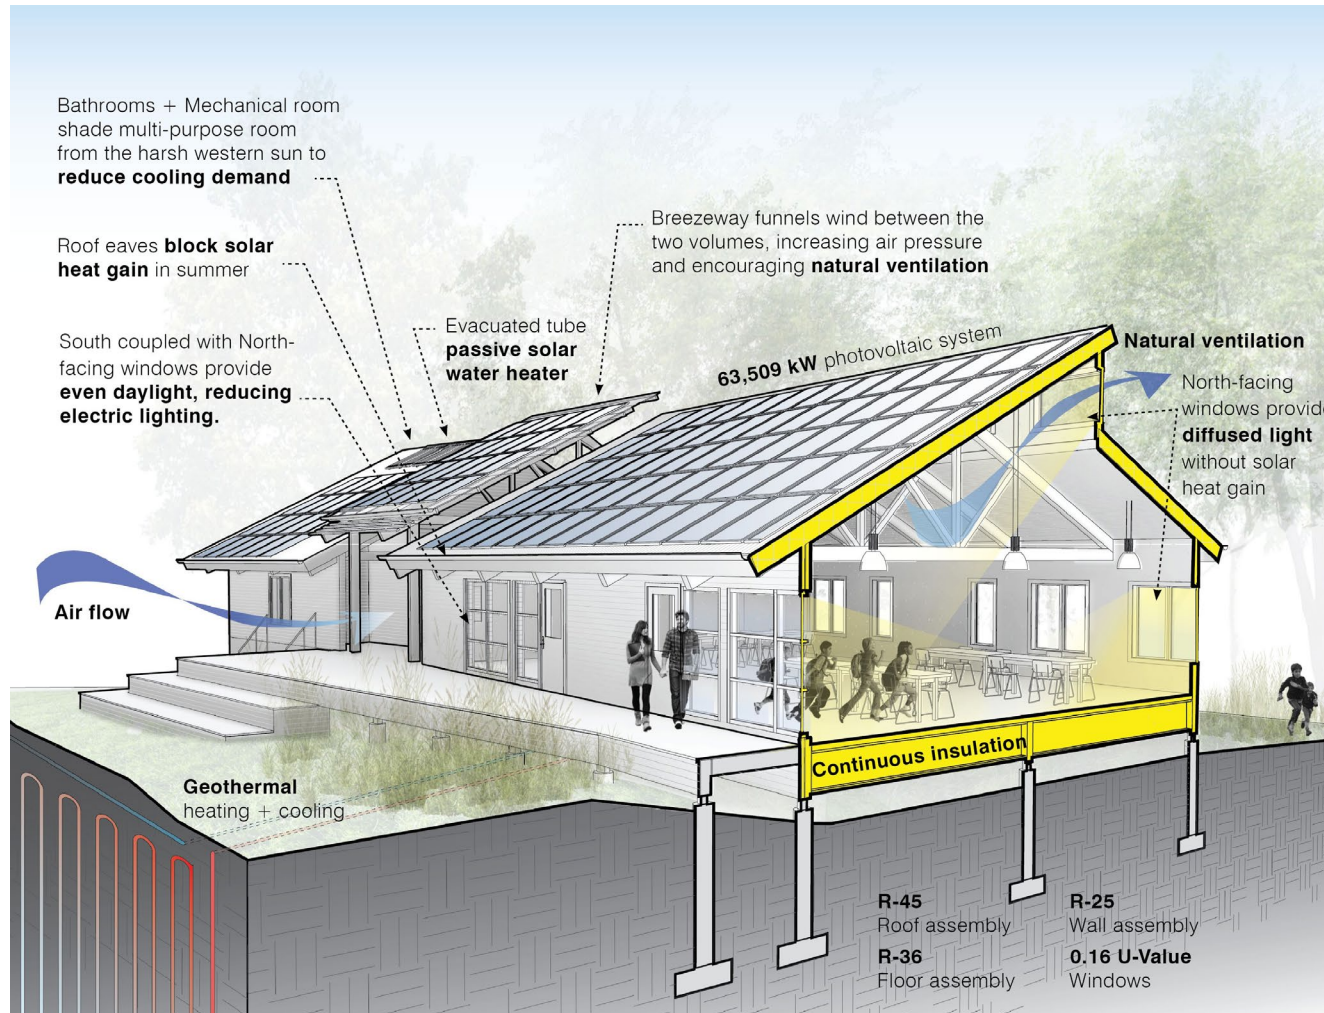 Bathrooms + Mechanical room
shade multi-purpose room
from the harsh western sun to
reduce cooling demand
Roof eaves block solar
heat gain in summer
South coupled with North-
facing windows provide
even daylight, reducing
electric lighting.
Evacuated tube
passive solar
water heater
Breezeway funnels wind between the
two volumes, increasing air pressure
and encouraging natural ventilation
63,509 kW photovoltaic system
Natural ventilation
North-facing
windows provide
diffused light
without solar
heat gain
Air flow
Continuous insulation
Geothermal
heating + cooling
R-45
Roof assembly
R-36
Floor assembly
R-25
Wall assembly
0.16 U-Value
Windows